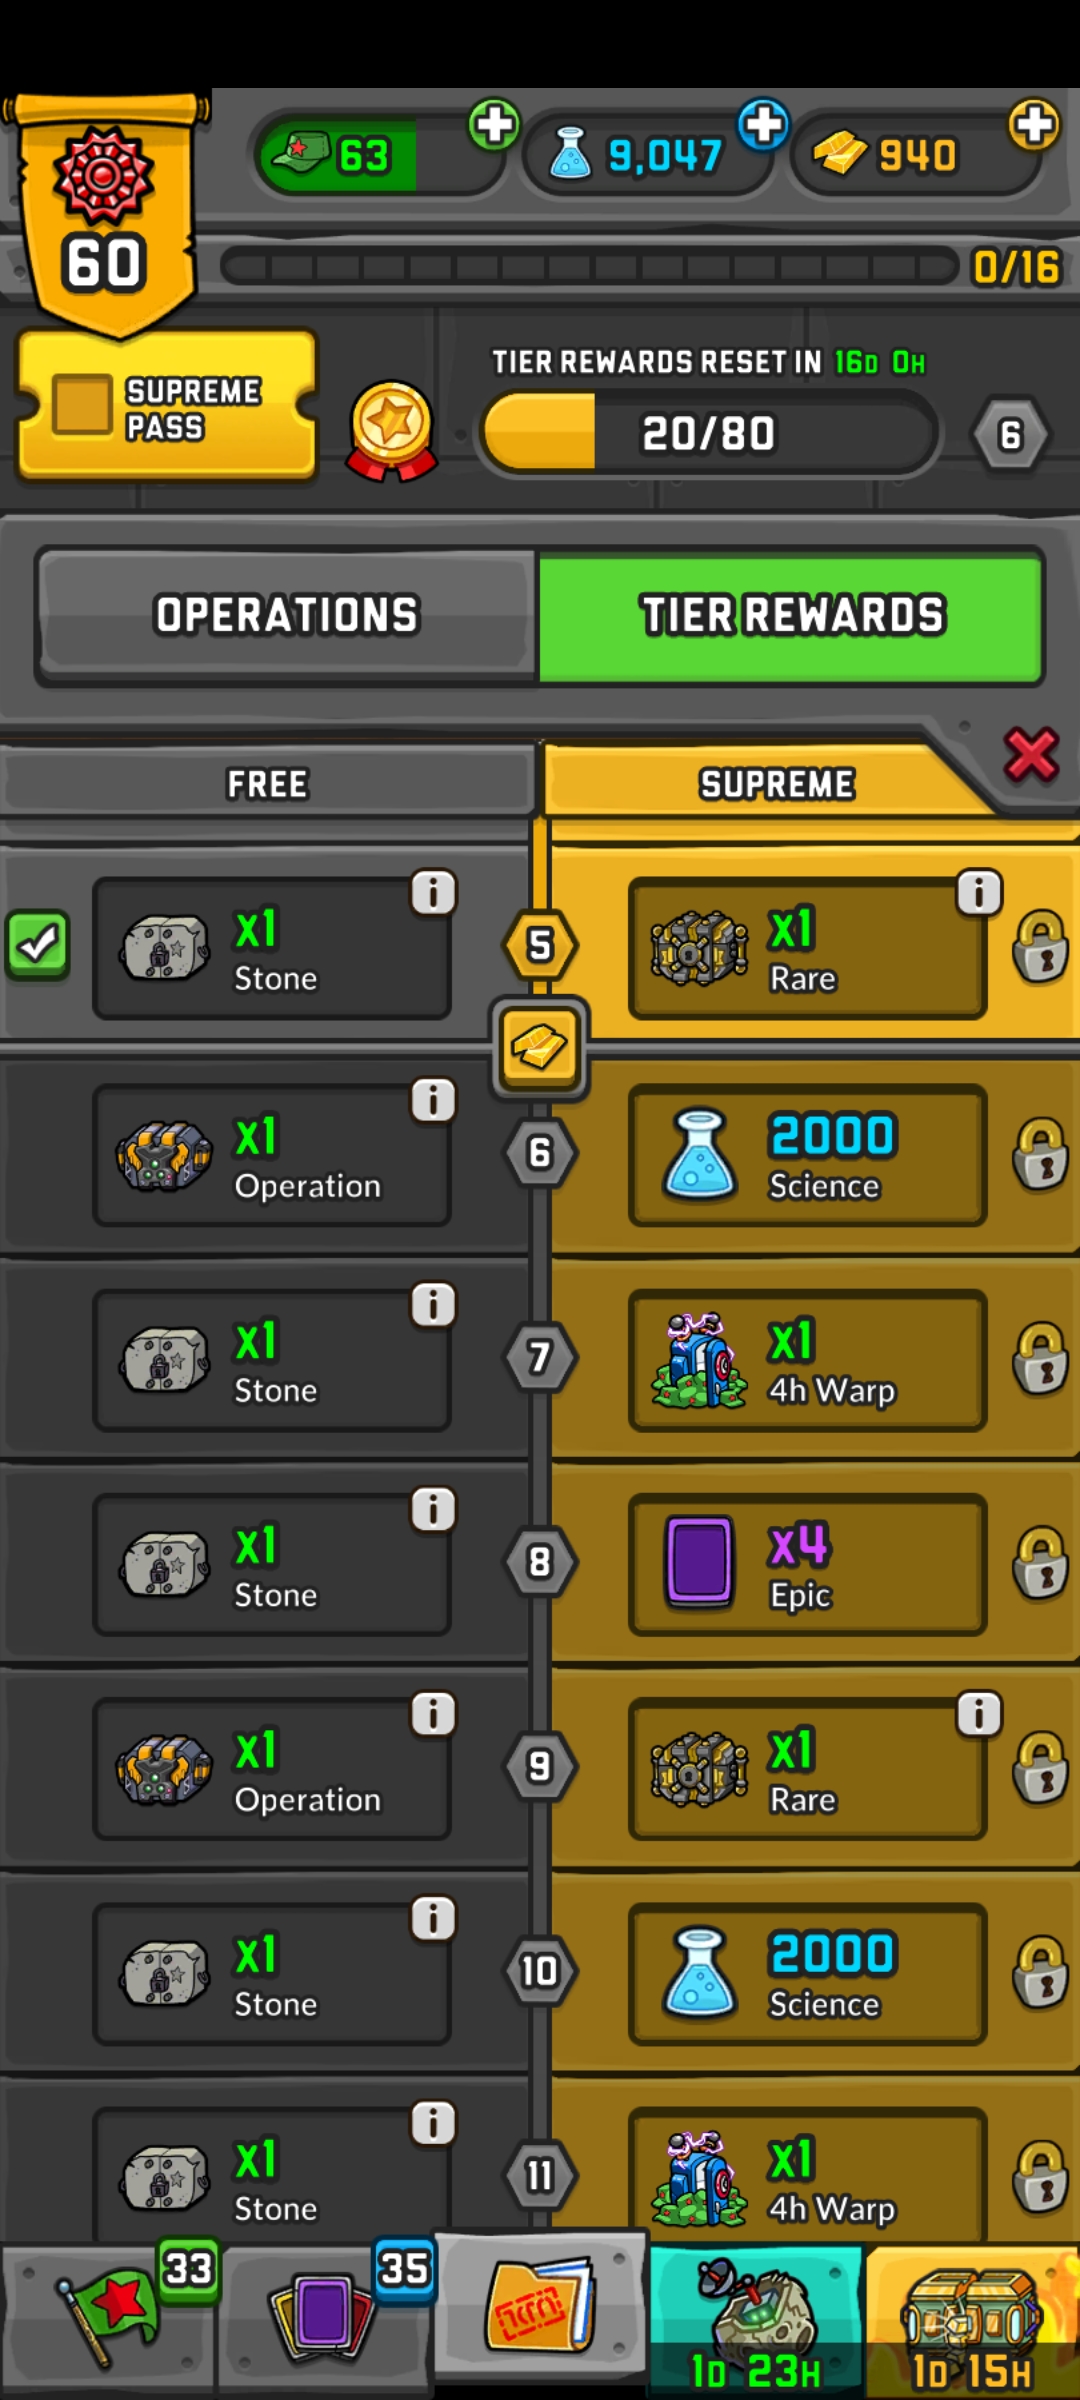 63
9,047
940
60
0/16
SUPREME
PASS
TIER REWARDS RESET IN 16D 0H
20/80
6
OPERATIONS
TIER REWARDS
FREE
SUPREME
i
i
X1
Stone
5
X1
Rare
i
X1
Operation
6
2000
Science
i
X1
Stone
7
X1
4h Warp
i
X1
Stone
8
X4
Epic
i
i
X1
Operation
9
X1
Rare
i
X1
Stone
10
2000
Science
i
X1
Stone
11
X1
4h Warp
33
35
1D 23H
1D 15H